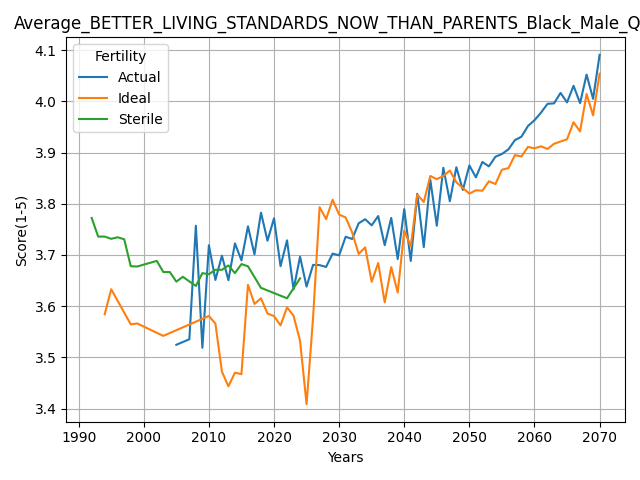 Average_BETTER_LIVING_STANDARDS_NOW_THAN_PARENTS_Black_Male_Q
Fertility
Actual
Ideal
Sterile
Score(1-5)
4.1
4.0
3.9
3.8
3.7
3.6
3.5
3.4
1990 2000 2010 2020 2030 2040 2050 2060 2070
Years